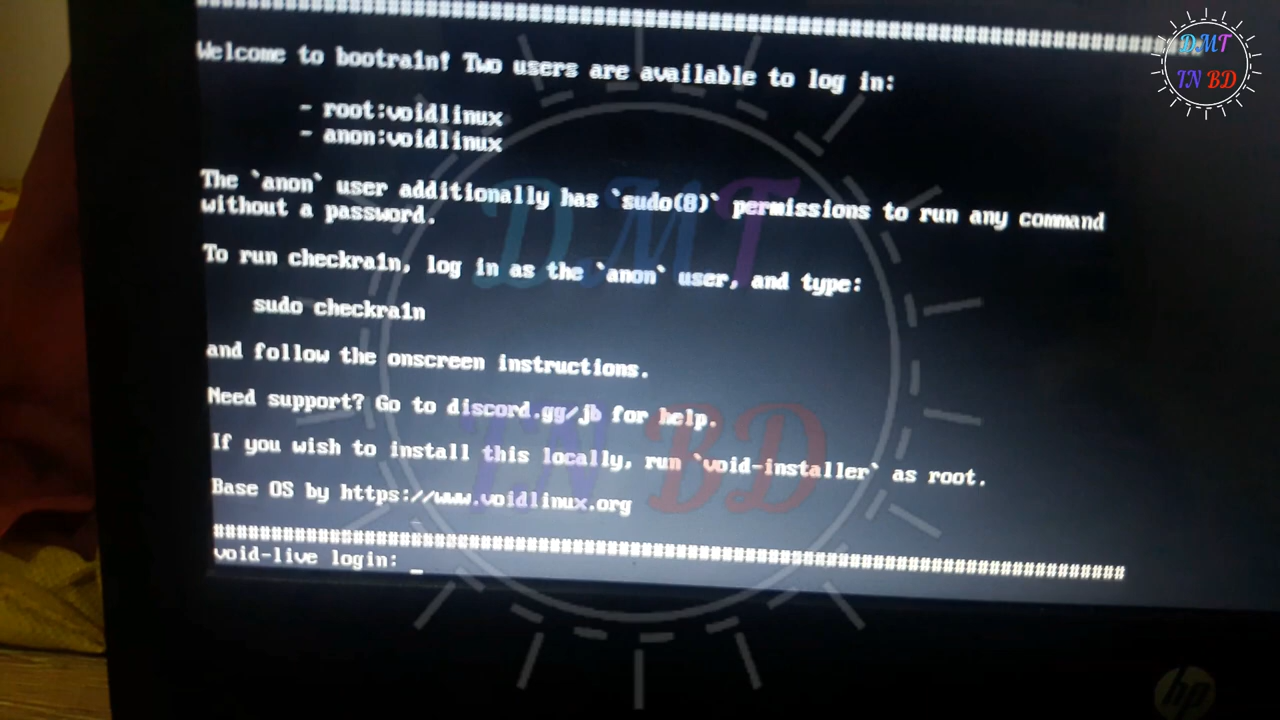 ################################################################################
Welcome to bootra1n! Two users are available to log in:
- root:voidlinux
- anon:voidlinux
The `anon` user additionally has `sudo(8)` permissions to run any command
without a password.
To run checkra1n, log in as the `anon` user, and type:
sudo checkra1n
and follow the onscreen instructions.
Need support? Go to discord.gg/jb for help.
If you wish to install this locally, run `void-installer` as root.
Base OS by https://www.voidlinux.org
################################################################################
void-live login: _
DMT
TN BD
DMT
TN BD
hp